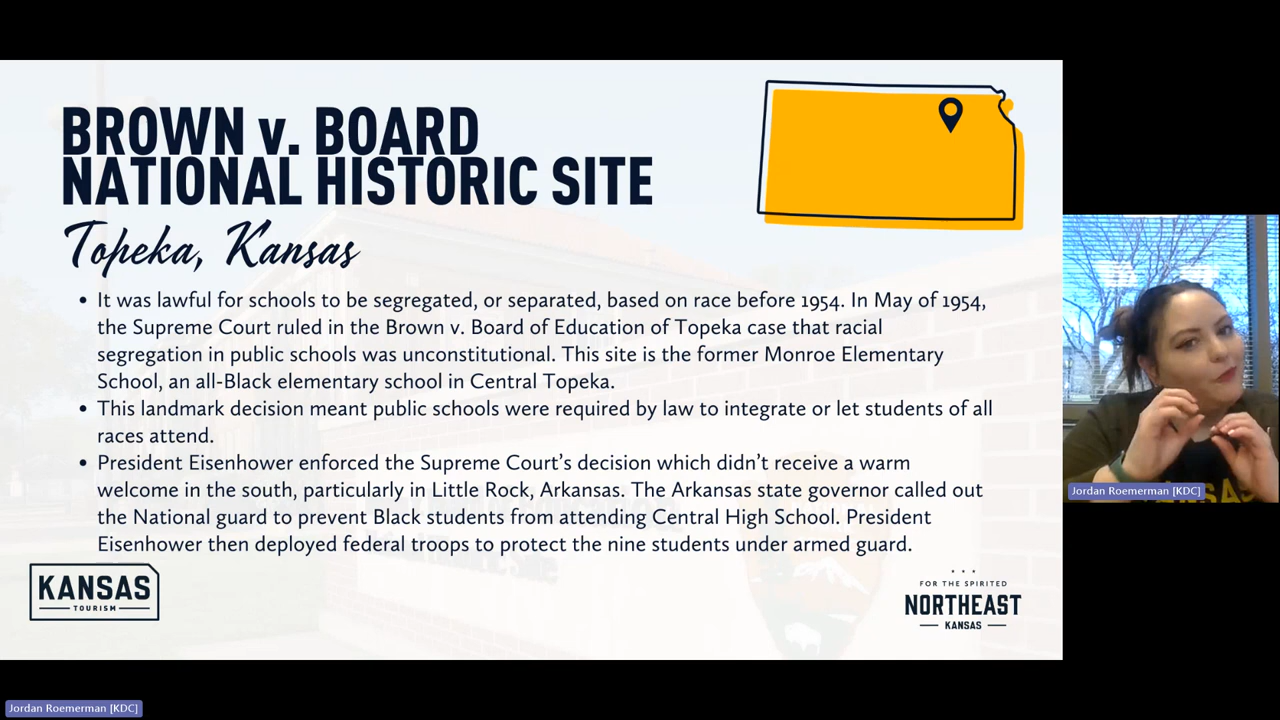 BROWN v. BOARD
NATIONAL HISTORIC SITE
Topeka, Kansas
• It was lawful for schools to be segregated, or separated, based on race before 1954. In May of 1954,
the Supreme Court ruled in the Brown v. Board of Education of Topeka case that racial
segregation in public schools was unconstitutional. This site is the former Monroe Elementary
School, an all-Black elementary school in Central Topeka.
• This landmark decision meant public schools were required by law to integrate or let students of all
races attend.
• President Eisenhower enforced the Supreme Court's decision which didn't receive a warm
welcome in the south, particularly in Little Rock, Arkansas. The Arkansas state governor called out
the National guard to prevent Black students from attending Central High School. President
Eisenhower then deployed federal troops to protect the nine students under armed guard.
KANSAS
TOURISM
FOR THE SPIRITED
NORTHEAST
KANSAS
Jordan Roemerman [KDC]
Jordan Roemerman [KDC]